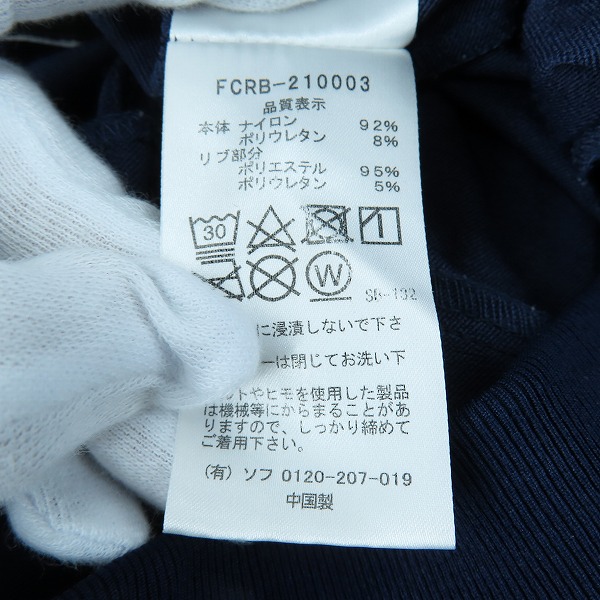 FCRB-210003
品質表示
本体 ナイロン 92%
ポリウレタン 8%
リブ部分
ポリエステル 95%
ポリウレタン 5%
30
W
SB-132
に浸漬しないで下さ
ーは閉じてお洗い下
ットやヒモを使用した製品
は機械等にからまることがあ
りますので、しっかり締めて
ご着用下さい。
(有) ソフ 0120-207-019
中国製